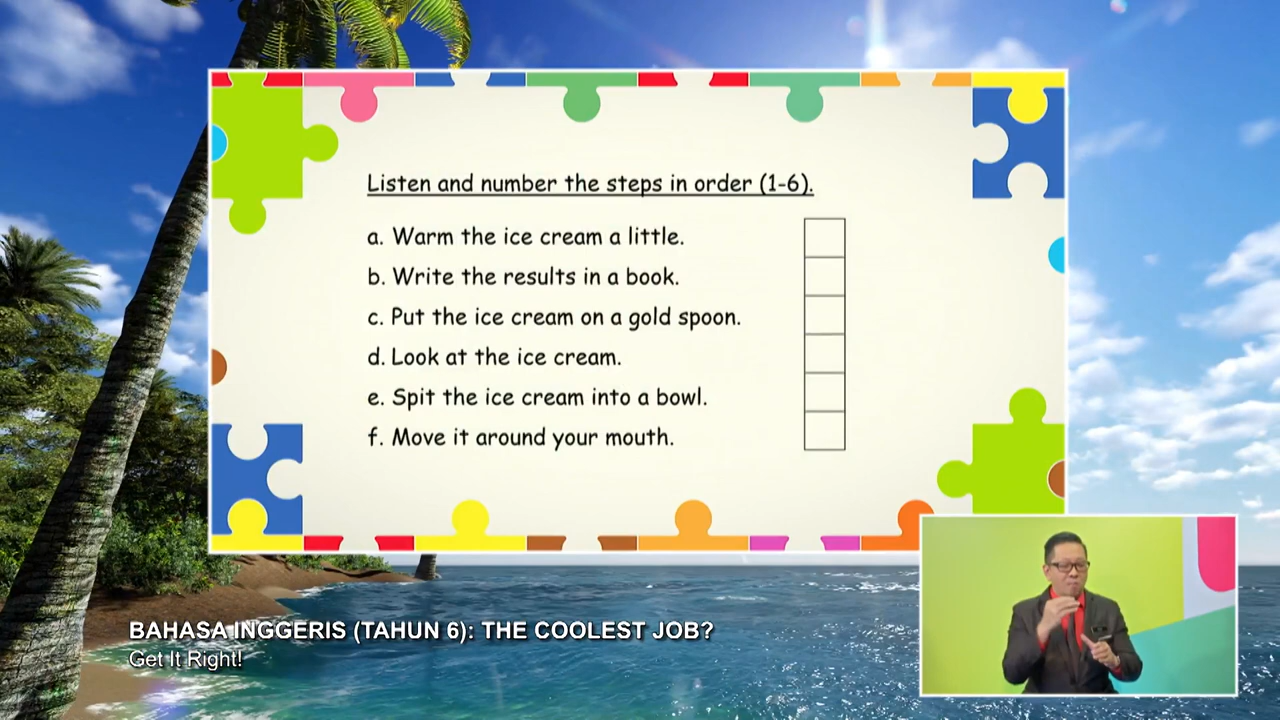 Listen and number the steps in order (1-6).
a. Warm the ice cream a little.
b. Write the results in a book.
c. Put the ice cream on a gold spoon.
d. Look at the ice cream.
e. Spit the ice cream into a bowl.
f. Move it around your mouth.
BAHASA INGGERIS (TAHUN 6): THE COOLEST JOB?
Get It Right!